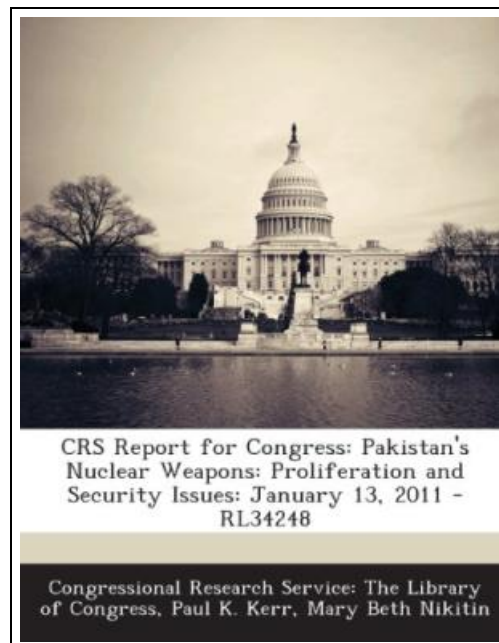 CRS Report for Congress: Pakistan's
Nuclear Weapons: Proliferation and
Security Issues: January 13, 2011 -
RL34248
Congressional Research Service: The Library
of Congress, Paul K. Kerr, Mary Beth Nikitin